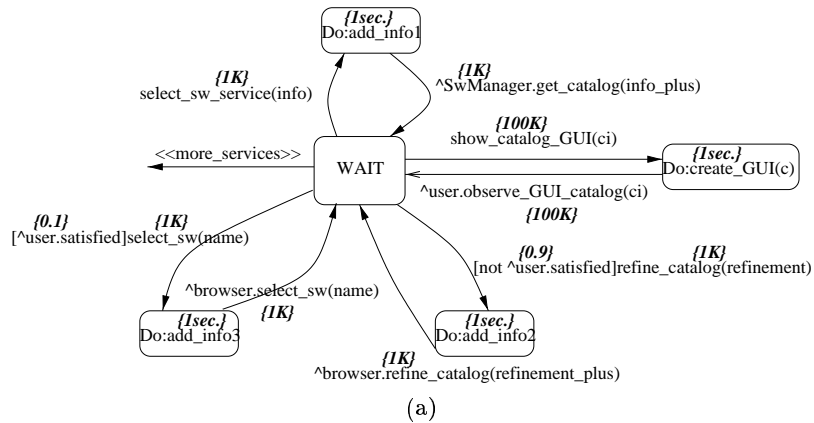 {1sec.}
Do:add_info1
{1K}
select_sw_service(info)
{1K}
^SwManager.get_catalog(info_plus)
<<more_services>>
WAIT
{100K}
show_catalog_GUI(ci)
{1sec.}
Do:create_GUI(c)
^user.observe_GUI_catalog(ci)
{100K}
{0.1} {1K}
[^user.satisfied]select_sw(name)
{0.9} {1K}
[not ^user.satisfied]refine_catalog(refinement)
^browser.select_sw(name)
{1K}
{1sec.}
Do:add_info3
{1sec.}
Do:add_info2
{1K}
^browser.refine_catalog(refinement_plus)
(a)